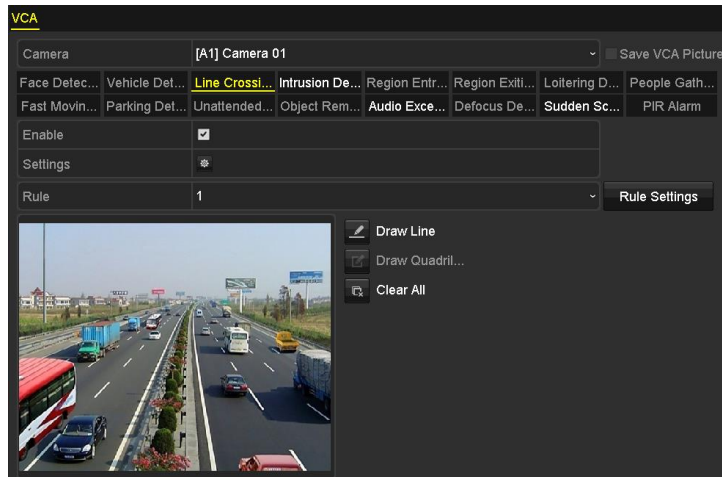 VCA
Camera [A1] Camera 01 Save VCA Picture
Face Detec... Vehicle Det... Line Crossi... Intrusion De... Region Entr... Region Exiti... Loitering D... People Gath...
Fast Movin... Parking Det... Unattended... Object Rem... Audio Exce... Defocus De... Sudden Sc... PIR Alarm
Enable
Settings
Rule 1 Rule Settings
Draw Line
Draw Quadril...
Clear All